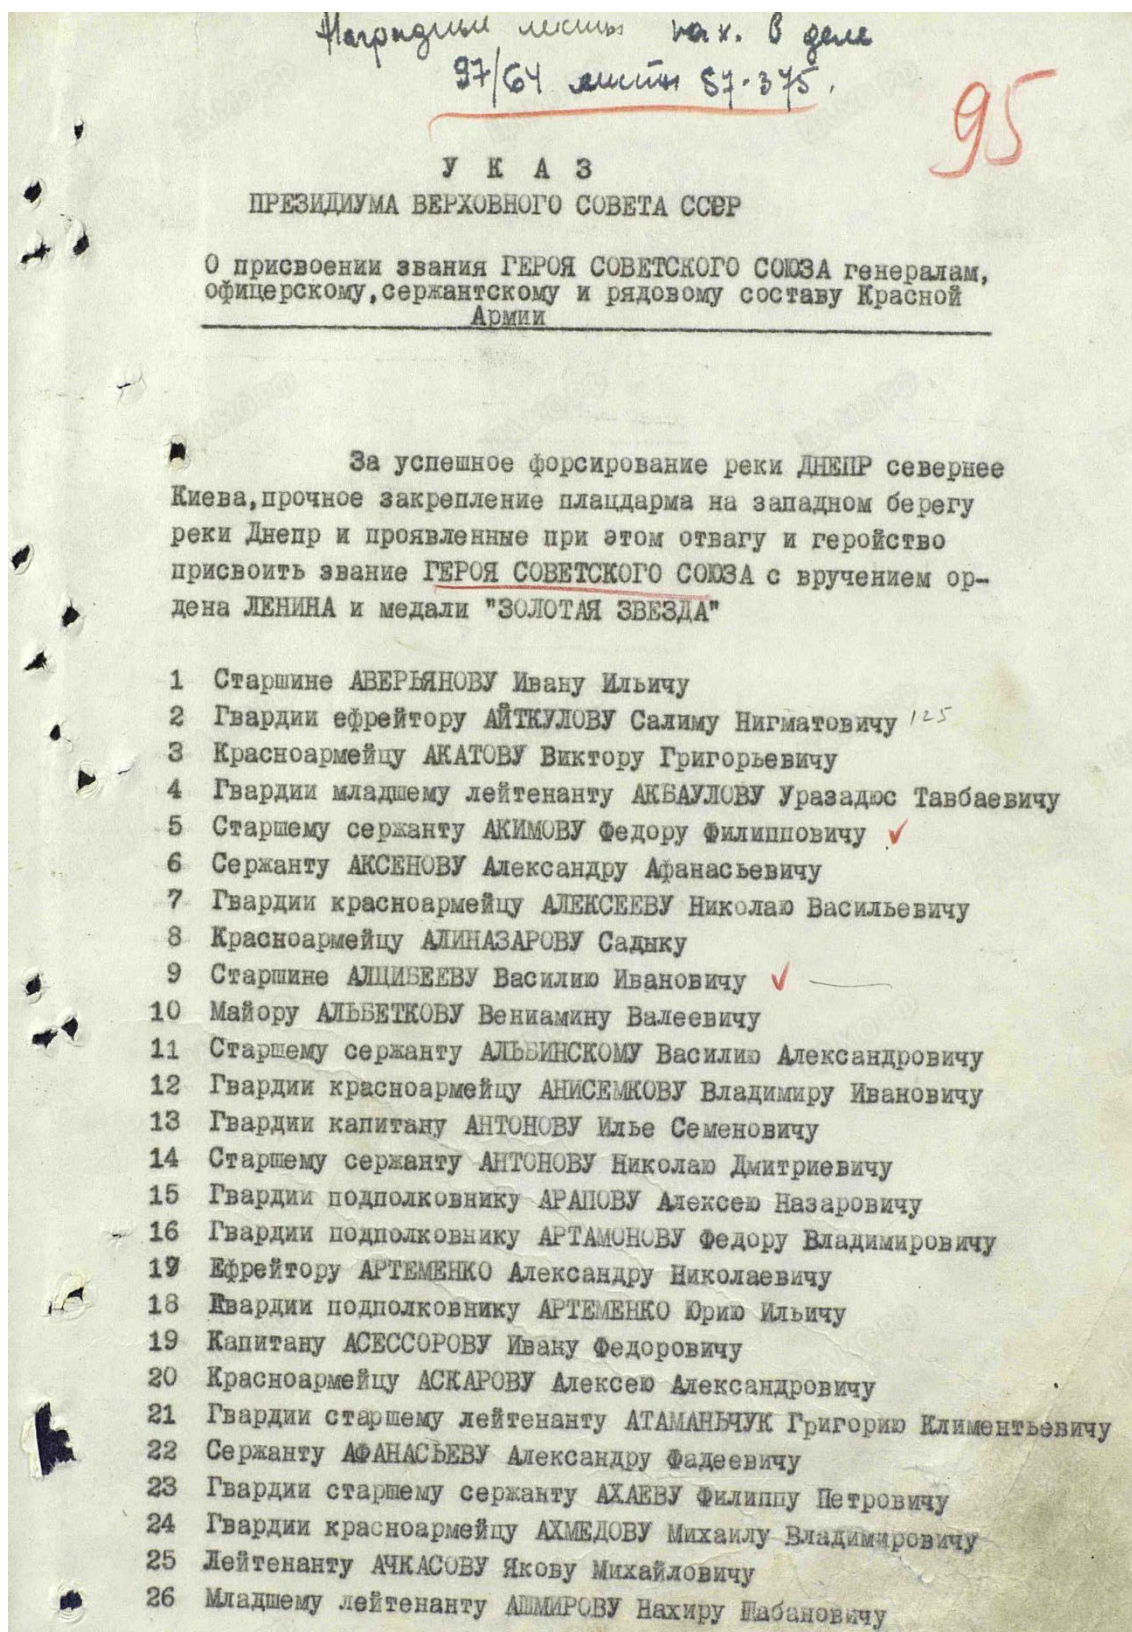 Наградные листы нах. в деле
97/64 листы 87-375.
95
У К А З
ПРЕЗИДИУМА ВЕРХОВНОГО СОВЕТА СССР
О присвоении звания ГЕРОЯ СОВЕТСКОГО СОЮЗА генералам,
офицерскому, сержантскому и рядовому составу Красной
Армии
За успешное форсирование реки ДНЕПР севернее
Киева, прочное закрепление плацдарма на западном берегу
реки Днепр и проявленные при этом отвагу и геройство
присвоить звание ГЕРОЯ СОВЕТСКОГО СОЮЗА с вручением ор-
дена ЛЕНИНА и медали "ЗОЛОТАЯ ЗВЕЗДА"
1 Старшине АВЕРЬЯНОВУ Ивану Ильичу
2 Гвардии ефрейтору АЙТКУЛОВУ Салиму Нигматовичу 125
3 Красноармейцу АКАТОВУ Виктору Григорьевичу
4 Гвардии младшему лейтенанту АКБАУЛОВУ Уразадюс Тавбаевичу
5 Старшему сержанту АКИМОВУ Федору Филипповичу
6 Сержанту АКСЕНОВУ Александру Афанасьевичу
7 Гвардии красноармейцу АЛЕКСЕЕВУ Николаю Васильевичу
8 Красноармейцу АЛИНАЗАРОВУ Садыку
9 Старшине АЛЦИБЕЕВУ Василию Ивановичу
10 Майору АЛЬБЕТКОВУ Вениамину Валеевичу
11 Старшему сержанту АЛЬБИНСКОМУ Василию Александровичу
12 Гвардии красноармейцу АНИСЕМКОВУ Владимиру Ивановичу
13 Гвардии капитану АНТОНОВУ Илье Семеновичу
14 Старшему сержанту АНТОНОВУ Николаю Дмитриевичу
15 Гвардии подполковнику АРАПОВУ Алексею Назаровичу
16 Гвардии подполковнику АРТАМОНОВУ Федору Владимировичу
17 Ефрейтору АРТЕМЕНКО Александру Николаевичу
18 Гвардии подполковнику АРТЕМЕНКО Юрию Ильичу
19 Капитану АСЕССОРОВУ Ивану Федоровичу
20 Красноармейцу АСКАРОВУ Алексею Александровичу
21 Гвардии старшему лейтенанту АТАМАНЬЧУК Григорию Климентьевичу
22 Сержанту АФАНАСЬЕВУ Александру Фадеевичу
23 Гвардии старшему сержанту АХАЕВУ Филиппу Петровичу
24 Гвардии красноармейцу АХМЕДОВУ Михаилу Владимировичу
25 Лейтенанту АЧКАСОВУ Якову Михайловичу
26 Младшему лейтенанту АШМИРОВУ Нахиру Шабановичу